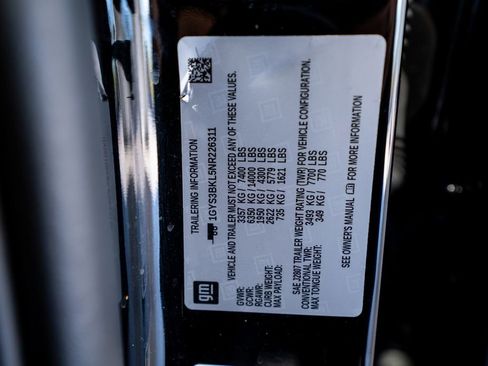 TRAILERING INFORMATION
1GYS3BKL5NR226311
VEHICLE AND TRAILER MUST NOT EXCEED ANY OF THESE VALUES.
GVWR: 3357 KG / 7400 LBS
GCWR: 6350 KG / 14000 LBS
RGAWR: 1950 KG / 4300 LBS
CURB WEIGHT: 2622 KG / 5779 LBS
MAX PAYLOAD: 735 KG / 1621 LBS
SAE J2807 TRAILER WEIGHT RATING (TWR) FOR VEHICLE CONFIGURATION.
CONVENTIONAL TWR: 3493 KG / 7700 LBS
MAX TONGUE WEIGHT: 349 KG / 770 LBS
SEE OWNER'S MANUAL FOR MORE INFORMATION
gm